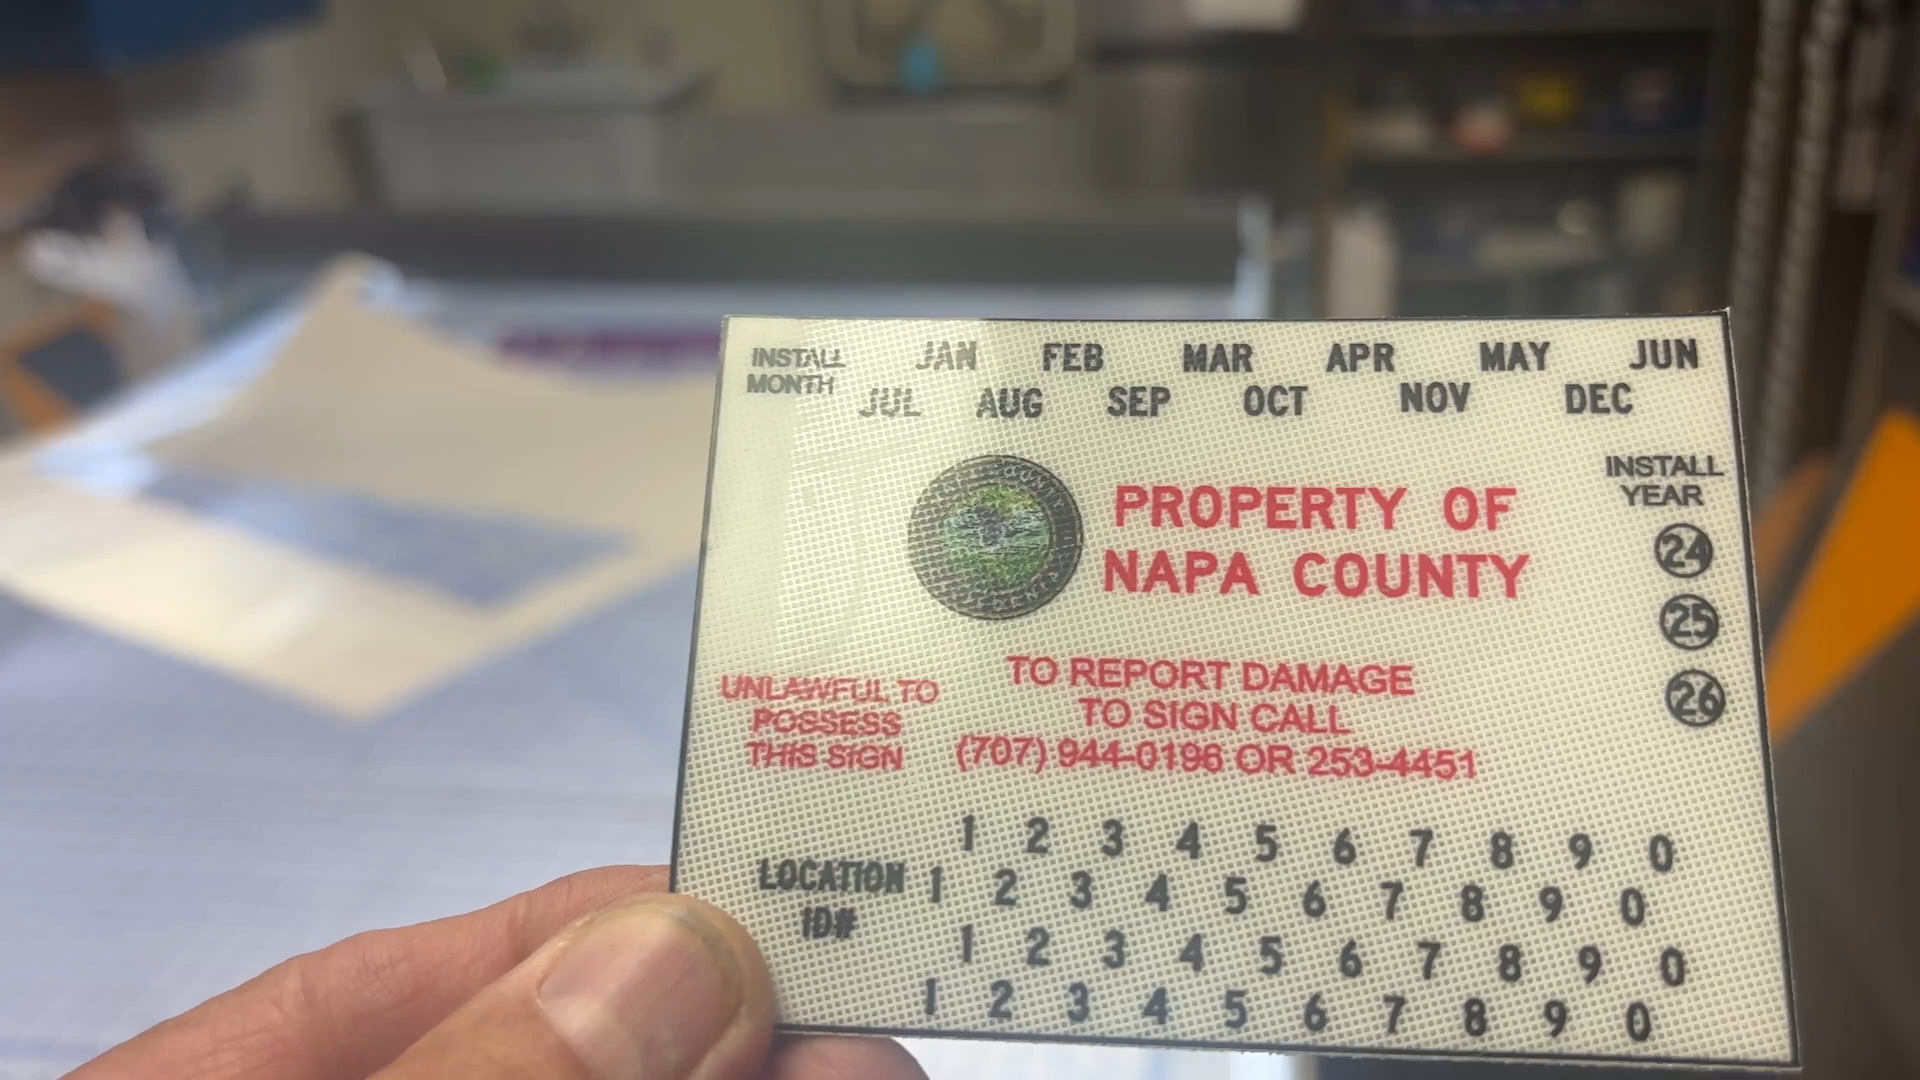 INSTALL MONTH JAN FEB MAR APR MAY JUN
JUL AUG SEP OCT NOV DEC
INSTALL
YEAR
24
25
26
PROPERTY OF
NAPA COUNTY
UNLAWFUL TO
POSSESS
THIS SIGN
TO REPORT DAMAGE
TO SIGN CALL
(707) 944-0196 OR 253-4451
LOCATION
ID#
1 2 3 4 5 6 7 8 9 0
1 2 3 4 5 6 7 8 9 0
1 2 3 4 5 6 7 8 9 0
1 2 3 4 5 6 7 8 9 0